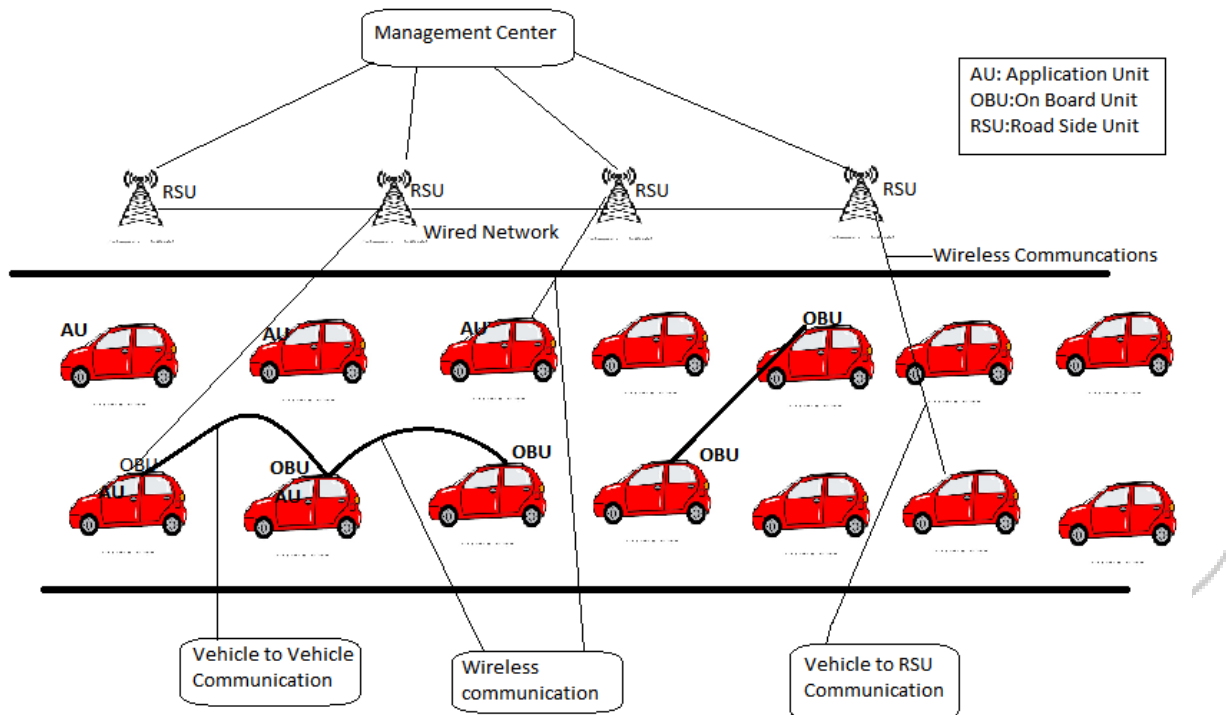 Management Center
AU: Application Unit
OBU:On Board Unit
RSU:Road Side Unit
RSU
RSU
RSU
RSU
Wired Network
Wireless Communcations
AU
AU
AU
OBU
OBU
AU
OBU
AU
OBU
OBU
Vehicle to Vehicle
Communication
Wireless
communication
Vehicle to RSU
Communication